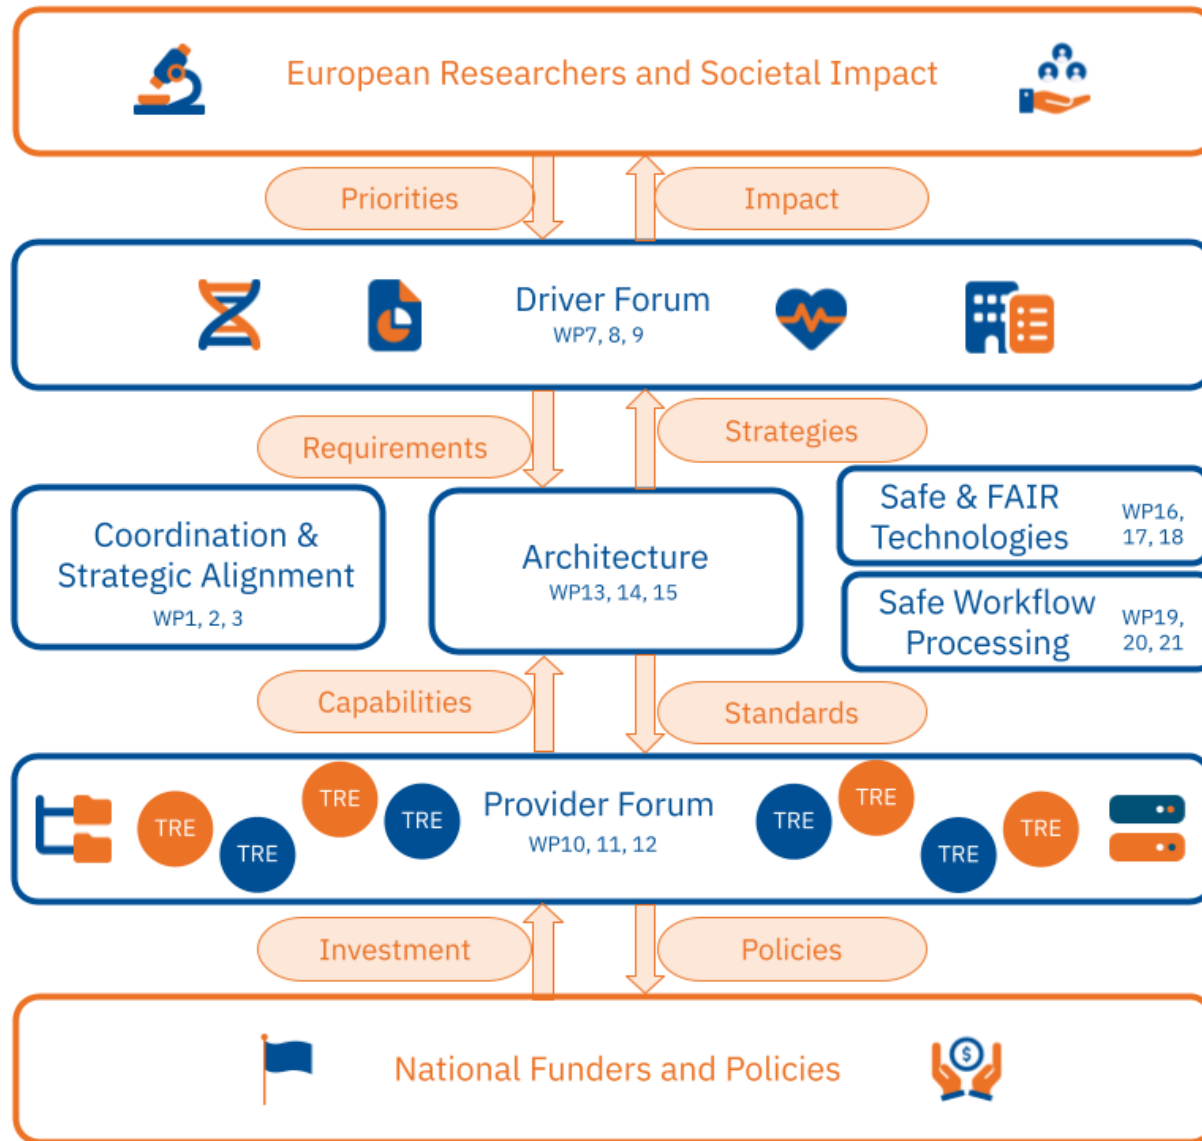 European Researchers and Societal Impact
Priorities
Impact
Driver Forum
WP7, 8, 9
Requirements
Strategies
Coordination &
Strategic Alignment
WP1, 2, 3
Architecture
WP13, 14, 15
Safe & FAIR
Technologies
WP16,
17, 18
Safe Workflow
Processing
WP19,
20, 21
Capabilities
Standards
TRE
TRE
TRE
TRE
Provider Forum
WP10, 11, 12
TRE
TRE
TRE
TRE
Investment
Policies
National Funders and Policies
$